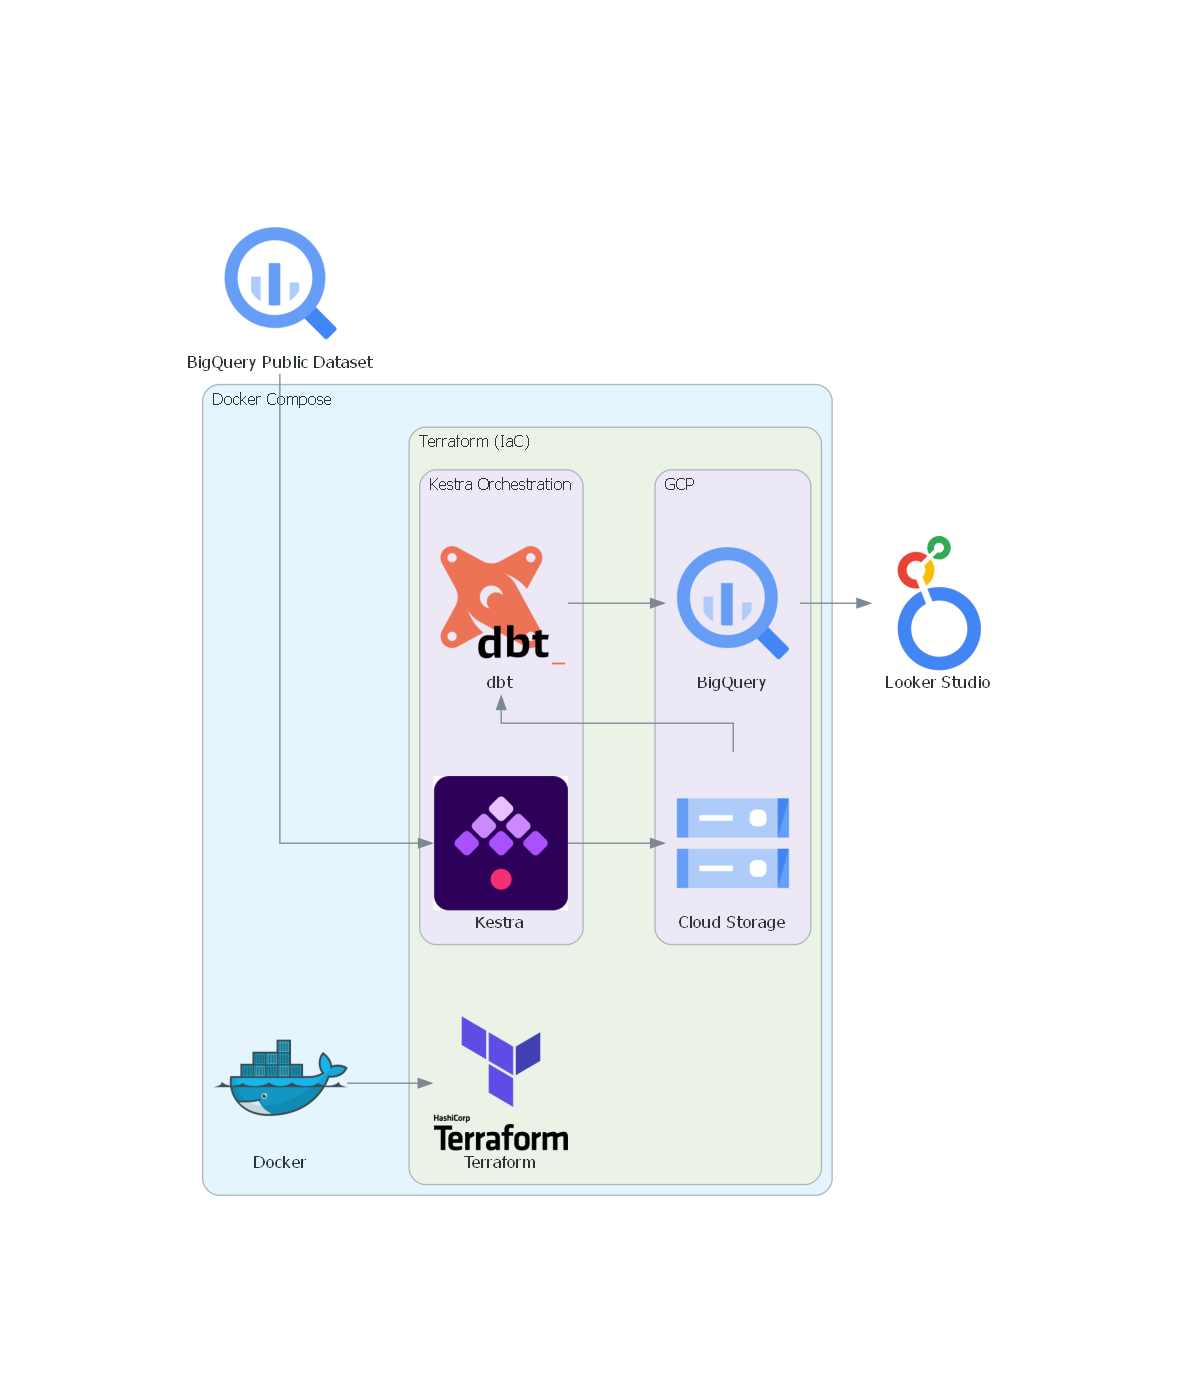 BigQuery Public Dataset
Docker Compose
Terraform (IaC)
Kestra Orchestration
GCP
dbt_
dbt
BigQuery
Looker Studio
Kestra
Cloud Storage
HashiCorp
Terraform
Terraform
Docker